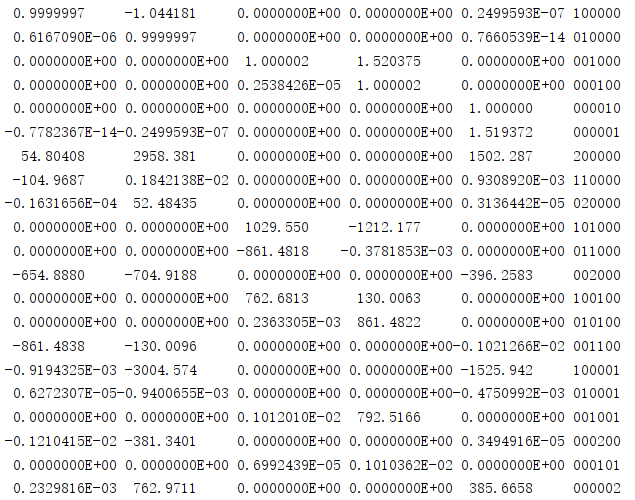 0.9999997 -1.044181 0.0000000E+00 0.0000000E+00 0.2499593E-07 100000
0.6167090E-06 0.9999997 0.0000000E+00 0.0000000E+00 0.7660539E-14 010000
0.0000000E+00 0.0000000E+00 1.000002 1.520375 0.0000000E+00 001000
0.0000000E+00 0.0000000E+00 0.2538426E-05 1.000002 0.0000000E+00 000100
0.0000000E+00 0.0000000E+00 0.0000000E+00 0.0000000E+00 1.000000 000010
-0.7782367E-14-0.2499593E-07 0.0000000E+00 0.0000000E+00 1.519372 000001
54.80408 2958.381 0.0000000E+00 0.0000000E+00 1502.287 200000
-104.9687 0.1842138E-02 0.0000000E+00 0.0000000E+00 0.9308920E-03 110000
-0.1631656E-04 52.48435 0.0000000E+00 0.0000000E+00 0.3136442E-05 020000
0.0000000E+00 0.0000000E+00 1029.550 -1212.177 0.0000000E+00 101000
0.0000000E+00 0.0000000E+00 -861.4818 -0.3781853E-03 0.0000000E+00 011000
-654.8880 -704.9188 0.0000000E+00 0.0000000E+00 -396.2583 002000
0.0000000E+00 0.0000000E+00 762.6813 130.0063 0.0000000E+00 100100
0.0000000E+00 0.0000000E+00 0.2363305E-03 861.4822 0.0000000E+00 010100
-861.4838 -130.0096 0.0000000E+00 0.0000000E+00-0.1021266E-02 001100
-0.9194325E-03 -3004.574 0.0000000E+00 0.0000000E+00 -1525.942 100001
0.6272307E-05-0.9400655E-03 0.0000000E+00 0.0000000E+00-0.4750992E-03 010001
0.0000000E+00 0.0000000E+00 0.1012010E-02 792.5166 0.0000000E+00 001001
-0.1210415E-02 -381.3401 0.0000000E+00 0.0000000E+00 0.3494916E-05 000200
0.0000000E+00 0.0000000E+00 0.6992439E-05 0.1010362E-02 0.0000000E+00 000101
0.2329816E-03 762.9711 0.0000000E+00 0.0000000E+00 385.6658 000002